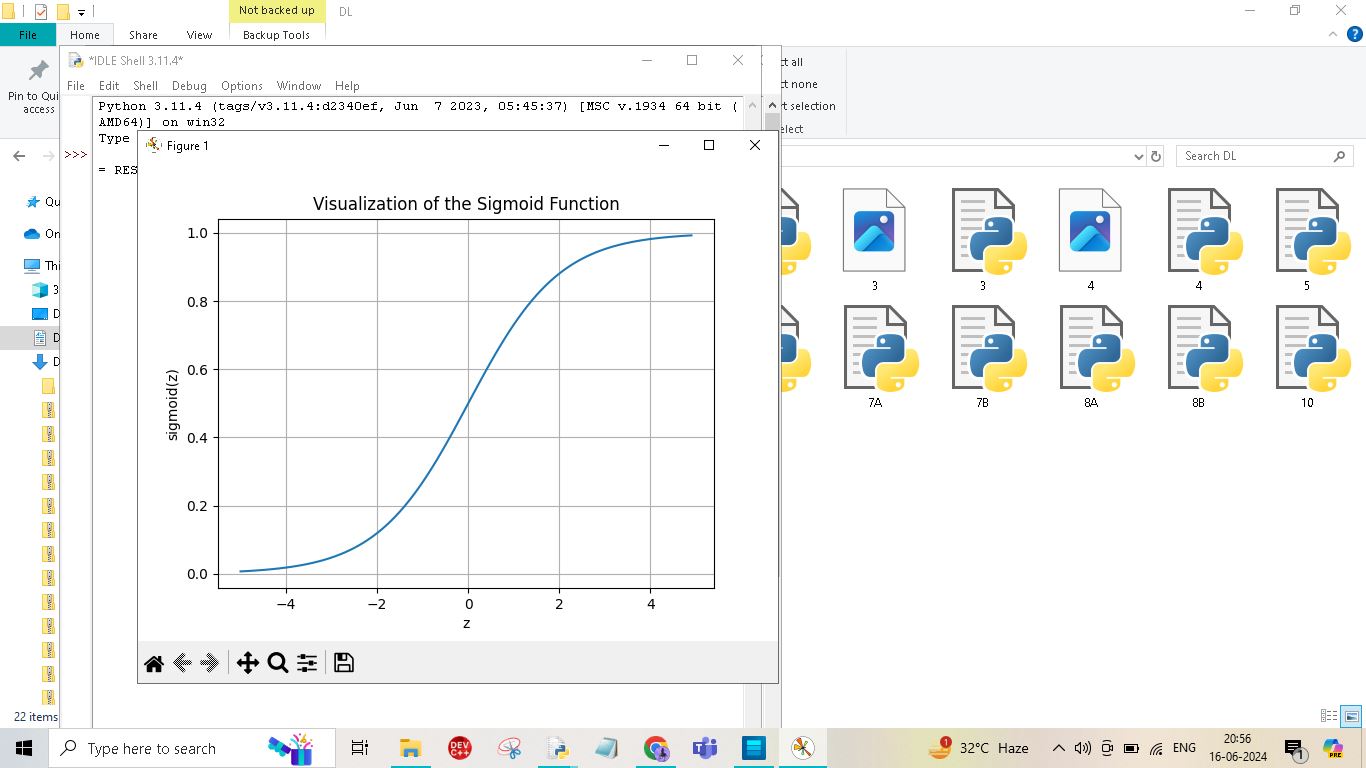 Not backed up
DL
File
Home
Share
View
Backup Tools
Pin to Qui
access
ct all
ct none
rt selection
elect
*IDLE Shell 3.11.4*
File Edit Shell Debug Options Window Help
Python 3.11.4 (tags/v3.11.4:d2340ef, Jun  7 2023, 05:45:37) [MSC v.1934 64 bit (
AMD64)] on win32
Type
>>>
= RES
Search DL
Figure 1
Visualization of the Sigmoid Function
1.0
0.8
0.6
0.4
0.2
0.0
sigmoid(z)
−4 −2 0 2 4
z
Qu
On
Thi
3
D
D
D
3 3 4 4 5
7A 7B 8A 8B 10
22 items
Type here to search
DEV
C++
1
32°C Haze
ENG
20:56
16-06-2024
1
PRE